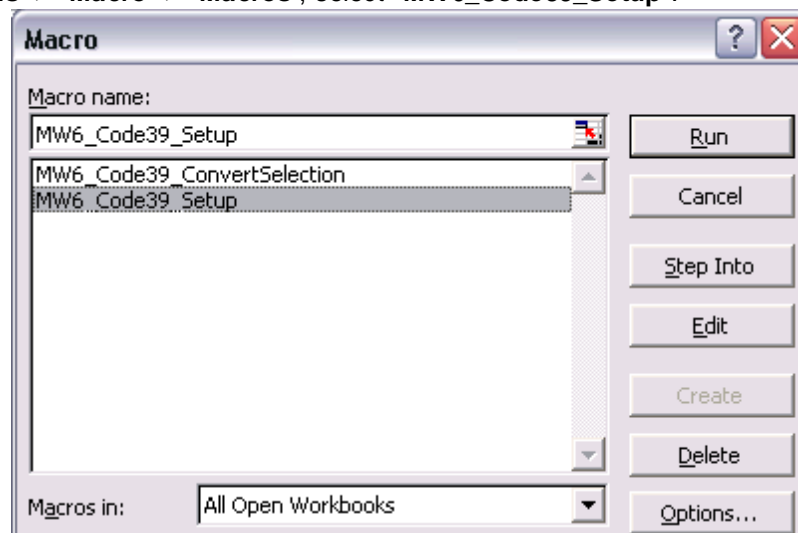 Macro
Macro name:
MW6_Code39_Setup
Run
MW6_Code39_ConvertSelection
MW6_Code39_Setup
Cancel
Step Into
Edit
Create
Delete
Macros in:
All Open Workbooks
Options...